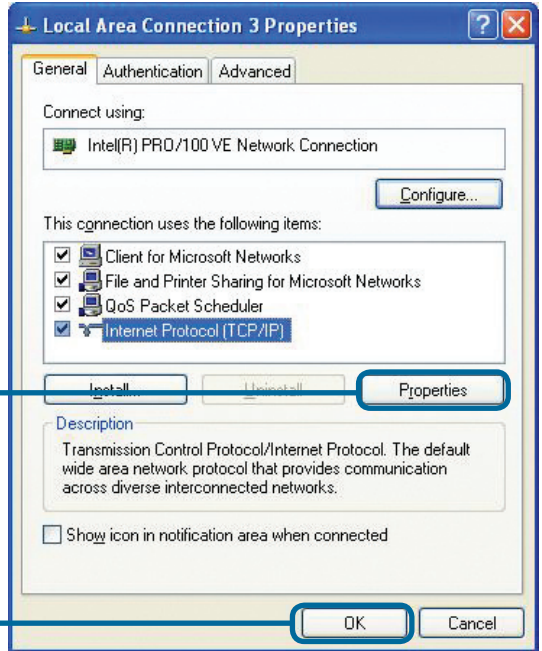 Local Area Connection 3 Properties
General Authentication Advanced
Connect using:
Intel(R) PRO/100 VE Network Connection
Configure...
This connection uses the following items:
Client for Microsoft Networks
File and Printer Sharing for Microsoft Networks
QoS Packet Scheduler
Internet Protocol (TCP/IP)
Install... Uninstall Properties
Description
Transmission Control Protocol/Internet Protocol. The default
wide area network protocol that provides communication
across diverse interconnected networks.
Show icon in notification area when connected
OK Cancel